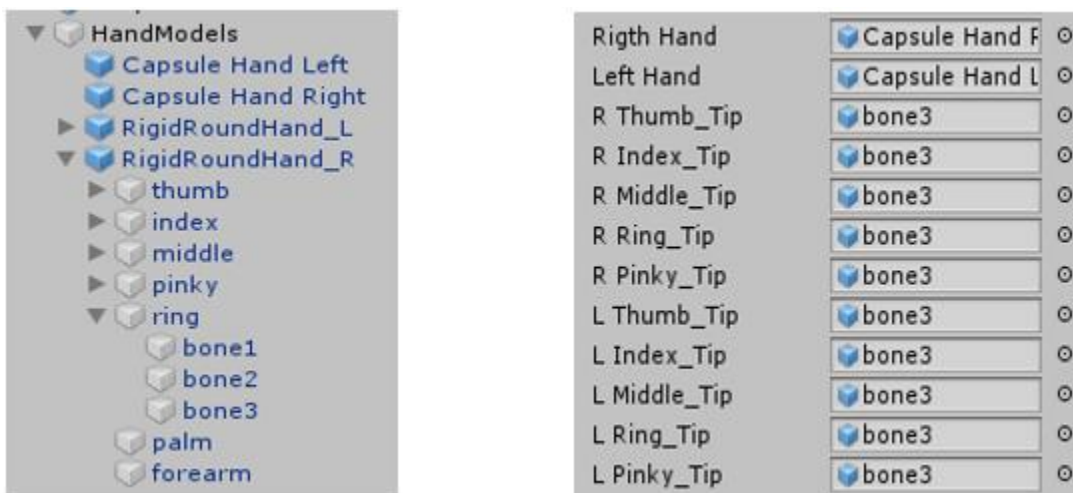 HandModels
Capsule Hand Left
Capsule Hand Right
RigidRoundHand_L
RigidRoundHand_R
thumb
index
middle
pinky
ring
bone1
bone2
bone3
palm
forearm
Rigth Hand Capsule Hand R
Left Hand Capsule Hand L
R Thumb_Tip bone3
R Index_Tip bone3
R Middle_Tip bone3
R Ring_Tip bone3
R Pinky_Tip bone3
L Thumb_Tip bone3
L Index_Tip bone3
L Middle_Tip bone3
L Ring_Tip bone3
L Pinky_Tip bone3